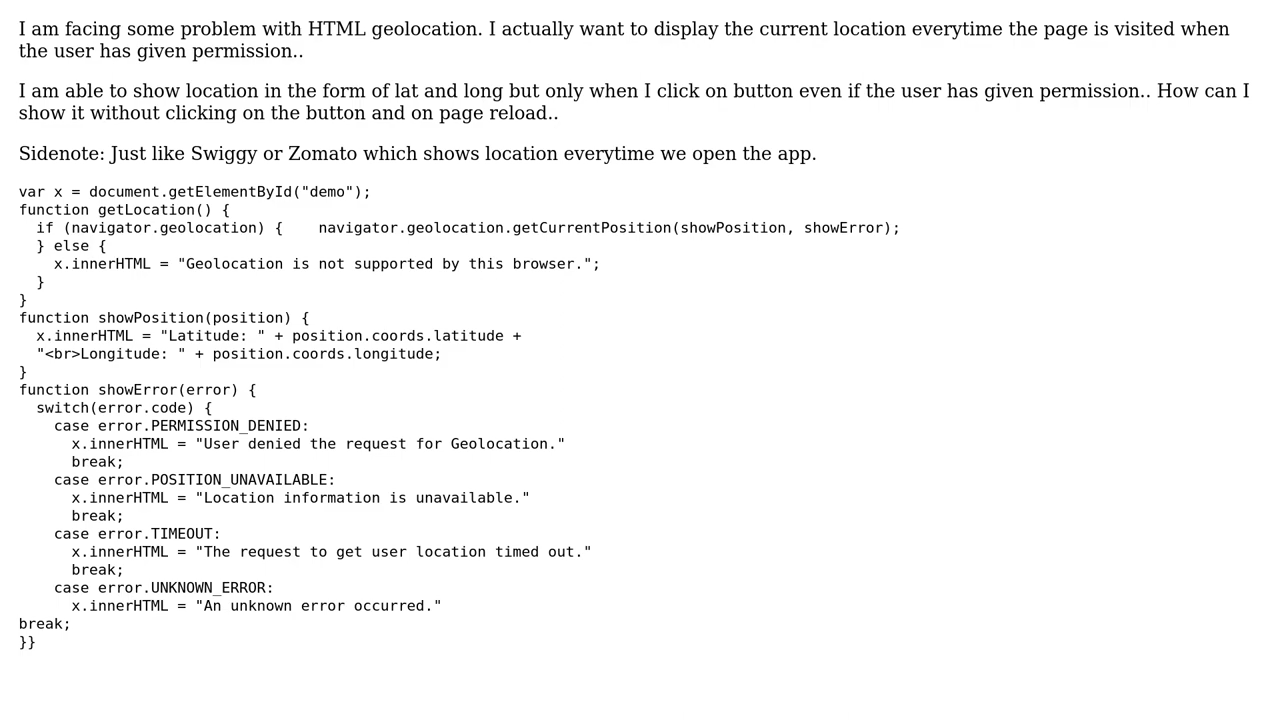 I am facing some problem with HTML geolocation. I actually want to display the current location everytime the page is visited when
the user has given permission..
I am able to show location in the form of lat and long but only when I click on button even if the user has given permission.. How can I
show it without clicking on the button and on page reload..
Sidenote: Just like Swiggy or Zomato which shows location everytime we open the app.
var x = document.getElementById("demo");
function getLocation() {
  if (navigator.geolocation) {    navigator.geolocation.getCurrentPosition(showPosition, showError);
  } else {
    x.innerHTML = "Geolocation is not supported by this browser.";
  }
}
function showPosition(position) {
  x.innerHTML = "Latitude: " + position.coords.latitude +
  "<br>Longitude: " + position.coords.longitude;
}
function showError(error) {
  switch(error.code) {
    case error.PERMISSION_DENIED:
      x.innerHTML = "User denied the request for Geolocation."
      break;
    case error.POSITION_UNAVAILABLE:
      x.innerHTML = "Location information is unavailable."
      break;
    case error.TIMEOUT:
      x.innerHTML = "The request to get user location timed out."
      break;
    case error.UNKNOWN_ERROR:
      x.innerHTML = "An unknown error occurred."
break;
}}